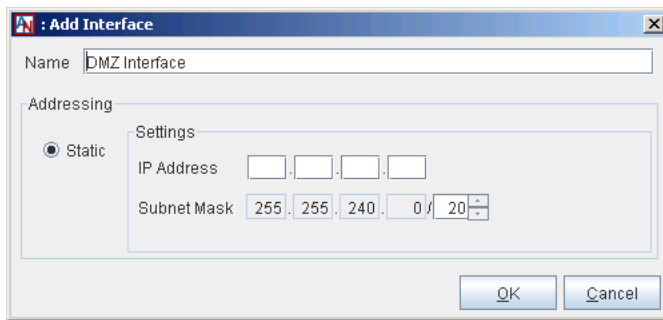 AN : Add Interface
Name DMZ Interface
Addressing
Static
Settings
IP Address . . .
Subnet Mask 255 . 255 . 240 . 0 / 20
OK Cancel